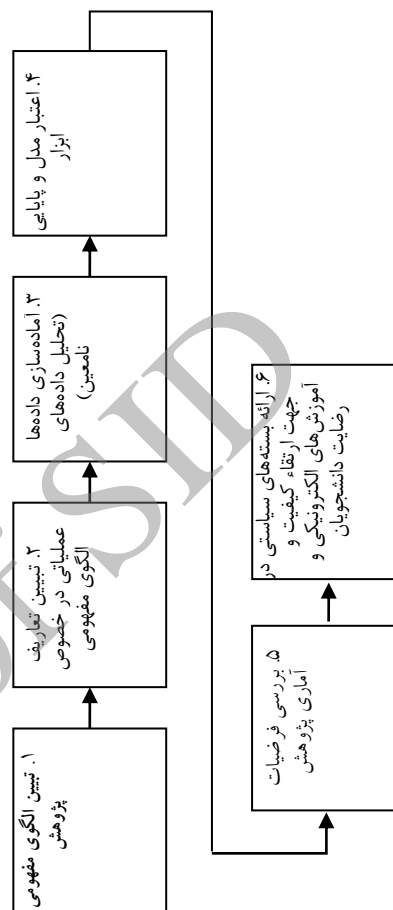 ۱. تبیین الگوی مفهومی
پژوهش
۲. تبیین تعاریف
عملیاتی در خصوص
الگوی مفهومی
۳. آماده‌سازی داده‌ها
(تحلیل داده‌های
نامعین)
۴. اعتبار مدل و پایایی
ابزار
۵. بررسی فرضیات
آماری پژوهش
۶. ارائه بسته‌های سیاستی در
جهت ارتقاء کیفیت و
آموزش‌های الکترونیکی و
رضایت دانشجویان
SID